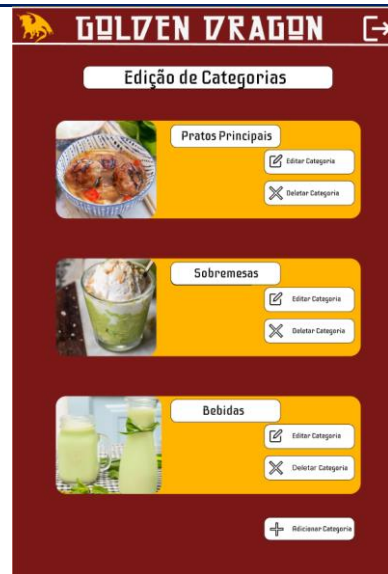 GOLDEN DRAGON
Edição de Categorias
Pratos Principais
Editar Categoria
Deletar Categoria
Sobremesas
Editar Categoria
Deletar Categoria
Bebidas
Editar Categoria
Deletar Categoria
Adicionar Categoria